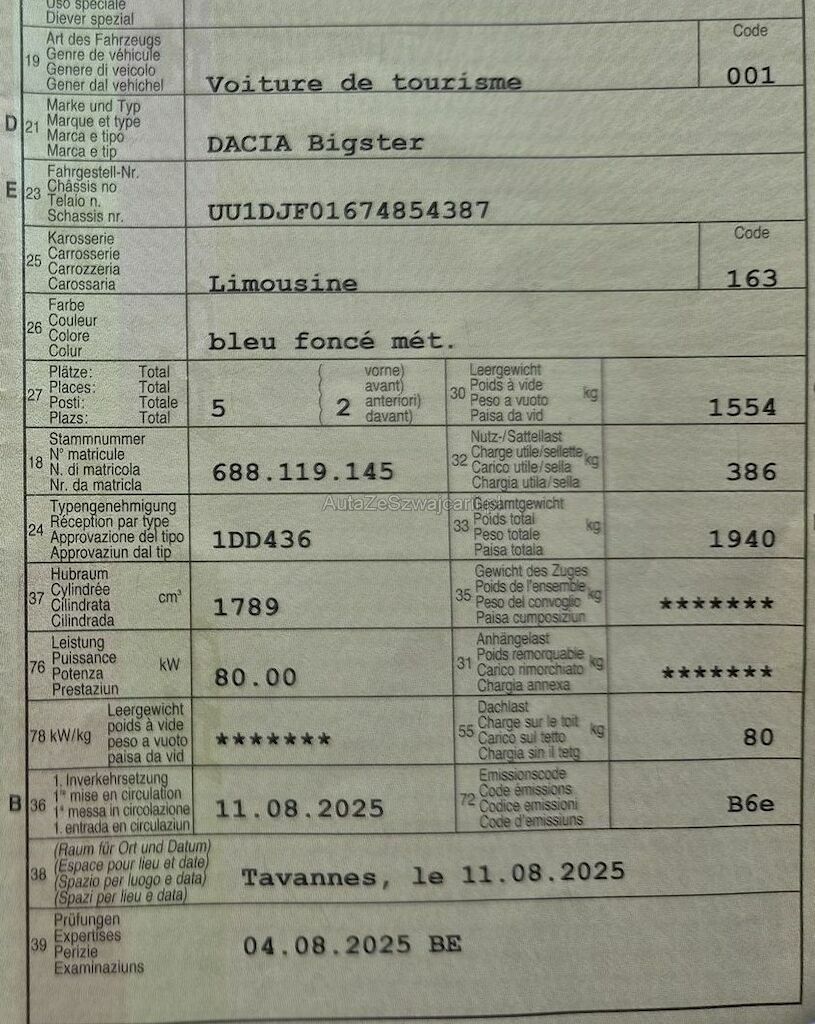 Uso speciale
Diever spezial
19 Art des Fahrzeugs
Genre de véhicule
Genere di veicolo
Gener dal vehichel
Voiture de tourisme
Code
001
D 21 Marke und Typ
Marque et type
Marca e tipo
Marca e tip
DACIA Bigster
E 23 Fahrgestell-Nr.
Châssis no
Telaio n.
Schassis nr.
UU1DJF01674854387
25 Karosserie
Carrosserie
Carrozzeria
Carossaria
Limousine
Code
163
26 Farbe
Couleur
Colore
Colur
bleu foncé mét.
27 Plätze: Total
Places: Total
Posti: Totale
Plazs: Total
5
( vorne)
( avant)
( anteriori)
( davant)
2
30 Leergewicht
Poids à vide
Peso a vuoto
Paisa da vid
kg
1554
18 Stammnummer
N° matricule
N. di matricola
Nr. da matricla
688.119.145
32 Nutz-/Sattellast
Charge utile/sellette
Carico utile/sella
Chargia utila/sella
kg
386
24 Typengenehmigung
Réception par type
Approvazione del tipo
Approvaziun dal tip
1DD436
AutaZeSzwajcarii.pl
33 Gesamtgewicht
Poids total
Peso totale
Paisa totala
kg
1940
37 Hubraum
Cylindrée
Cilindrata
Cilindrada
cm³
1789
35 Gewicht des Zuges
Poids de l'ensemble
Peso del convoglio
Paisa cumposiziun
kg
*******
76 Leistung
Puissance
Potenza
Prestaziun
kW
80.00
31 Anhängelast
Poids remorquable
Carico rimorchiato
Chargia annexa
kg
*******
78 kW/kg Leergewicht
poids à vide
peso a vuoto
paisa da vid
*******
55 Dachlast
Charge sur le toit
Carico sul tetto
Chargia sin il tetg
kg
80
B 36 1. Inverkehrsetzung
1re mise en circulation
1a messa in circolazione
1. entrada en circulaziun
11.08.2025
72 Emissionscode
Code émissions
Codice emissioni
Code d'emissiuns
B6e
38 (Raum für Ort und Datum)
(Espace pour lieu et date)
(Spazio per luogo e data)
(Spazi per lieu e data)
Tavannes, le 11.08.2025
39 Prüfungen
Expertises
Perizie
Examinaziuns
04.08.2025 BE